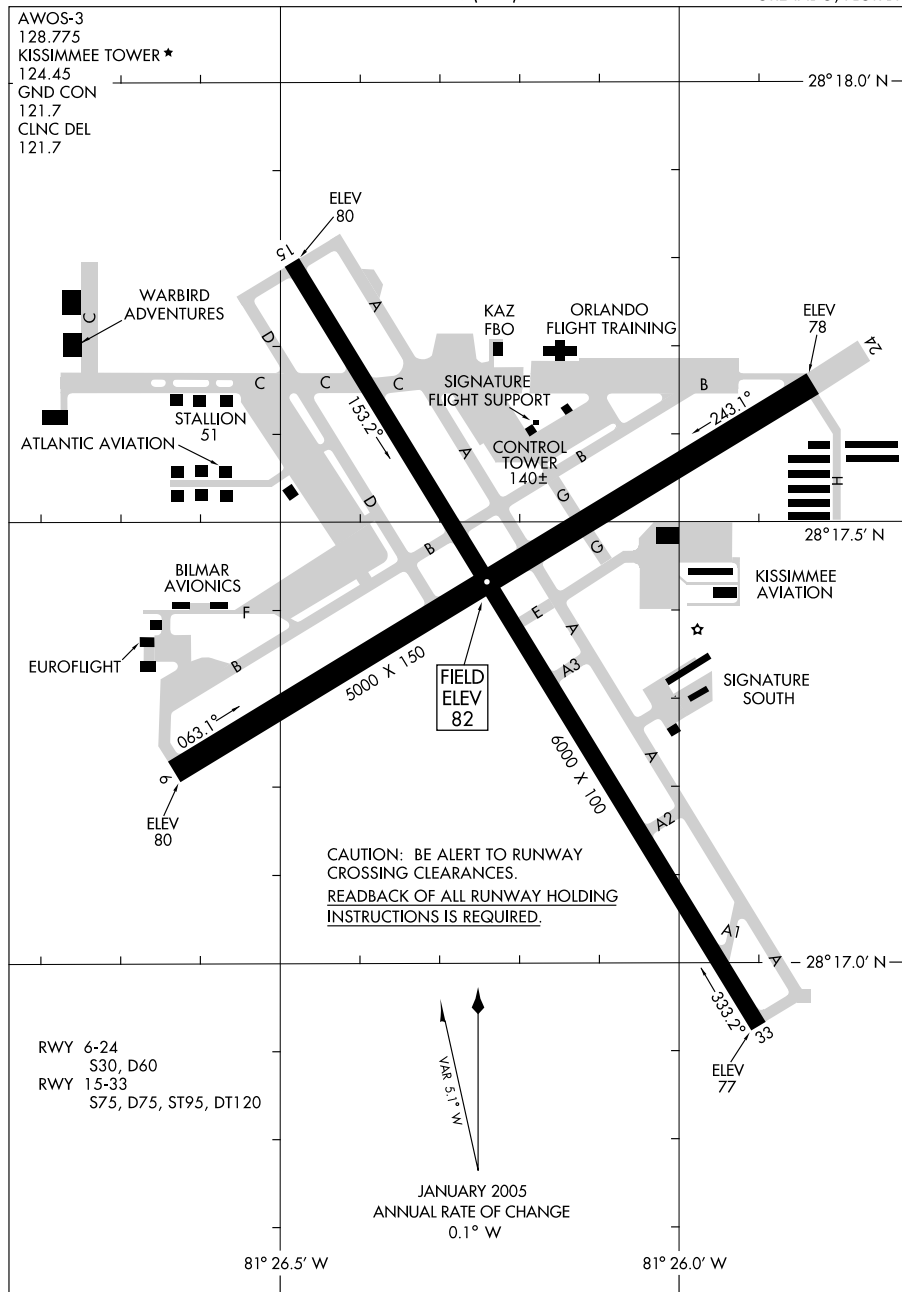 AWOS-3
128.775
KISSIMMEE TOWER ★
124.45
GND CON
121.7
CLNC DEL
121.7
28° 18.0' N
ELEV
80
15
A
WARBIRD
ADVENTURES
C
D
KAZ
FBO
ORLANDO
FLIGHT TRAINING
ELEV
78
24
C
C
C
B
SIGNATURE
FLIGHT SUPPORT
153.2°
243.1°
STALLION
51
ATLANTIC AVIATION
A
CONTROL
TOWER
140±
B
G
H
D
B
G
28° 17.5' N
BILMAR
AVIONICS
F
E
A
KISSIMMEE
AVIATION
EUROFLIGHT
B
5000 X 150
FIELD
ELEV
82
A3
SIGNATURE
SOUTH
063.1°
6
6000 X 100
A
ELEV
80
A2
CAUTION: BE ALERT TO RUNWAY
CROSSING CLEARANCES.
READBACK OF ALL RUNWAY HOLDING
INSTRUCTIONS IS REQUIRED.
A1
A
28° 17.0' N
333.2°
33
ELEV
77
RWY 6-24
S30, D60
RWY 15-33
S75, D75, ST95, DT120
VAR 5.1° W
JANUARY 2005
ANNUAL RATE OF CHANGE
0.1° W
81° 26.5' W
81° 26.0' W